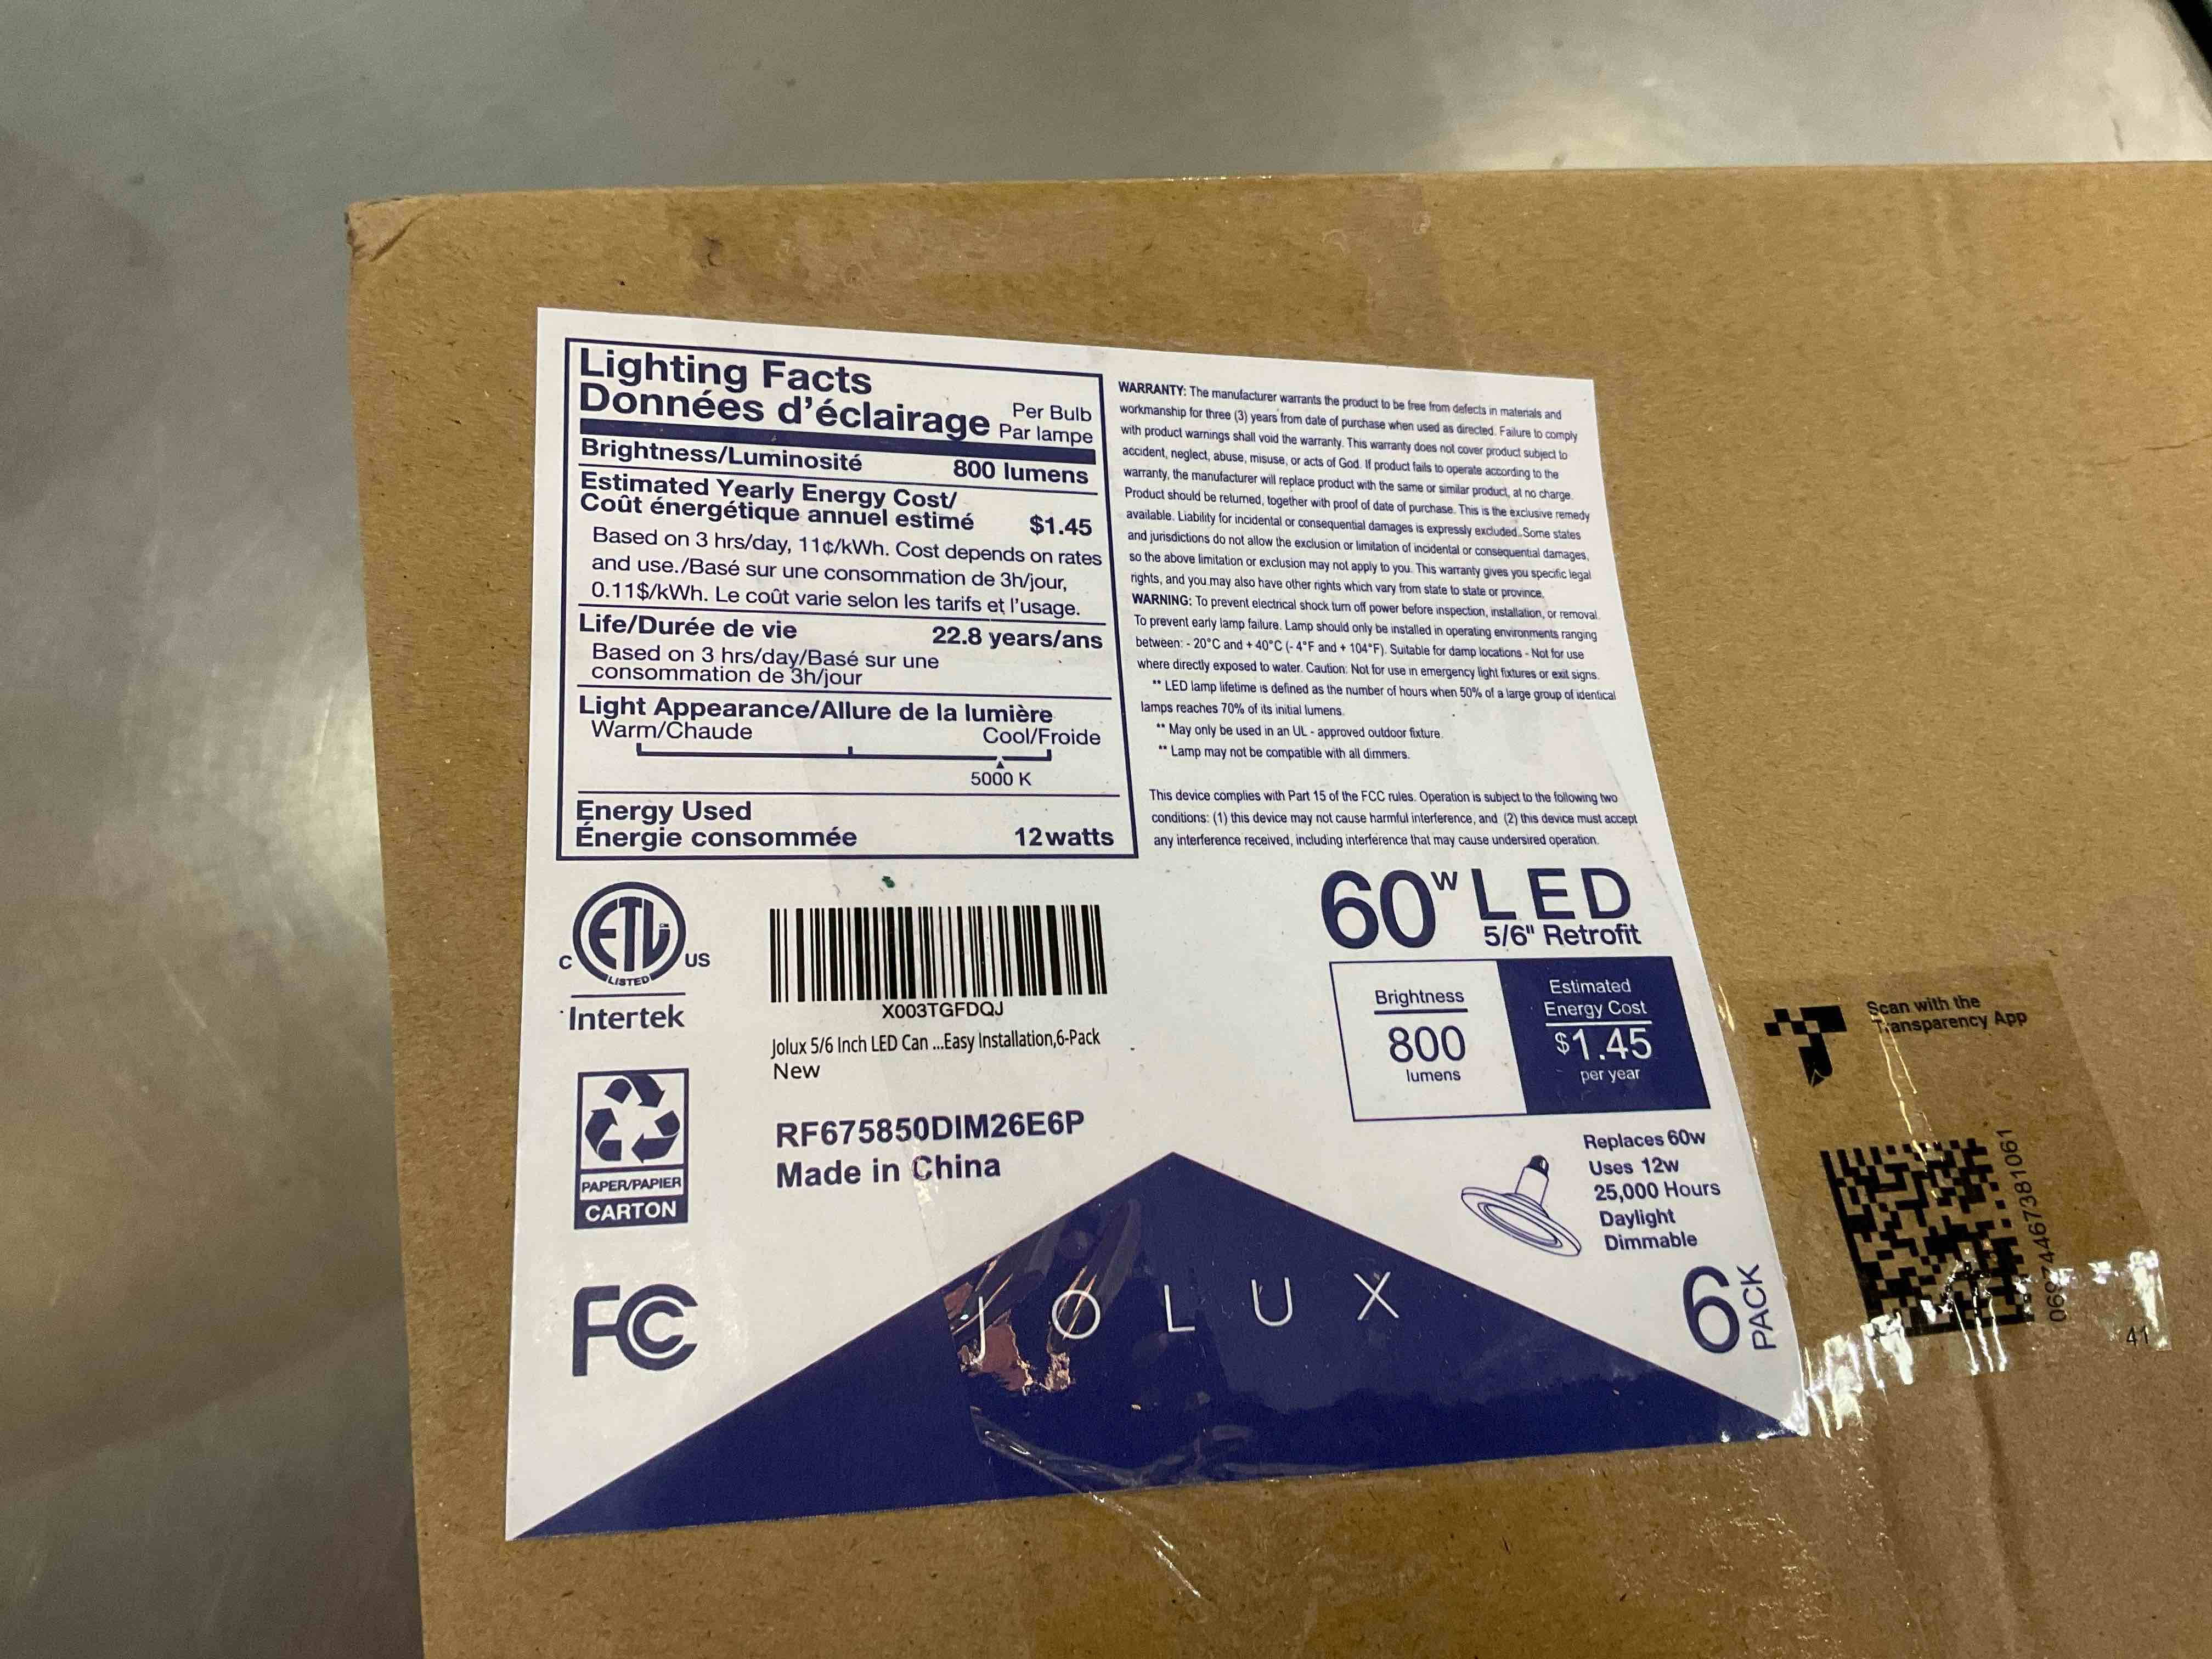 Lighting Facts
Données d'éclairage
Per Bulb
Par lampe
Brightness/Luminosité 800 lumens
Estimated Yearly Energy Cost/
Coût énergétique annuel estimé $1.45
Based on 3 hrs/day, 11¢/kWh. Cost depends on rates
and use./Basé sur une consommation de 3h/jour,
0.11$/kWh. Le coût varie selon les tarifs et l'usage.
Life/Durée de vie 22.8 years/ans
Based on 3 hrs/day/Basé sur une
consommation de 3h/jour
Light Appearance/Allure de la lumière
Warm/Chaude Cool/Froide
5000 K
Energy Used
Énergie consommée 12watts
WARRANTY: The manufacturer warrants the product to be free from defects in materials and
workmanship for three (3) years from date of purchase when used as directed. Failure to comply
with product warnings shall void the warranty. This warranty does not cover product subject to
accident, neglect, abuse, misuse, or acts of God. If product fails to operate according to the
warranty, the manufacturer will replace product with the same or similar product, at no charge.
Product should be returned, together with proof of date of purchase. This is the exclusive remedy
available. Liability for incidental or consequential damages is expressly excluded. Some states
and jurisdictions do not allow the exclusion or limitation of incidental or consequential damages,
so the above limitation or exclusion may not apply to you. This warranty gives you specific legal
rights, and you may also have other rights which vary from state to state or province.
WARNING: To prevent electrical shock turn off power before inspection, installation, or removal.
To prevent early lamp failure. Lamp should only be installed in operating environments ranging
between: - 20°C and + 40°C (- 4°F and + 104°F). Suitable for damp locations - Not for use
where directly exposed to water. Caution: Not for use in emergency light fixtures or exit signs.
** LED lamp lifetime is defined as the number of hours when 50% of a large group of identical
lamps reaches 70% of its initial lumens.
** May only be used in an UL - approved outdoor fixture.
** Lamp may not be compatible with all dimmers.
This device complies with Part 15 of the FCC rules. Operation is subject to the following two
conditions: (1) this device may not cause harmful interference, and (2) this device must accept
any interference received, including interference that may cause undersired operation.
ETL
CM
C US
LISTED
Intertek
X003TGFDQJ
Jolux 5/6 Inch LED Can ...Easy Installation,6-Pack
New
RF675850DIM26E6P
Made in China
PAPER/PAPIER
CARTON
FC
60W LED
5/6" Retrofit
Brightness
800
lumens
Estimated
Energy Cost
$1.45
per year
Replaces 60w
Uses 12w
25,000 Hours
Daylight
Dimmable
6 PACK
JOLUX
Scan with the
Transparency App
41